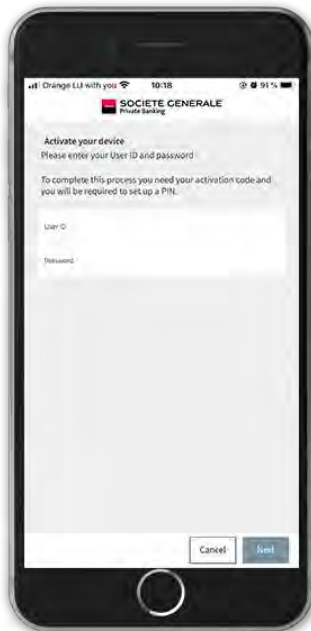 Orange LU with you 10:18 91 %
SOCIETE GENERALE
Private Banking
Activate your device
Please enter your User ID and password
To complete this process you need your activation code and
you will be required to set up a PIN.
User ID
Password
Cancel Next